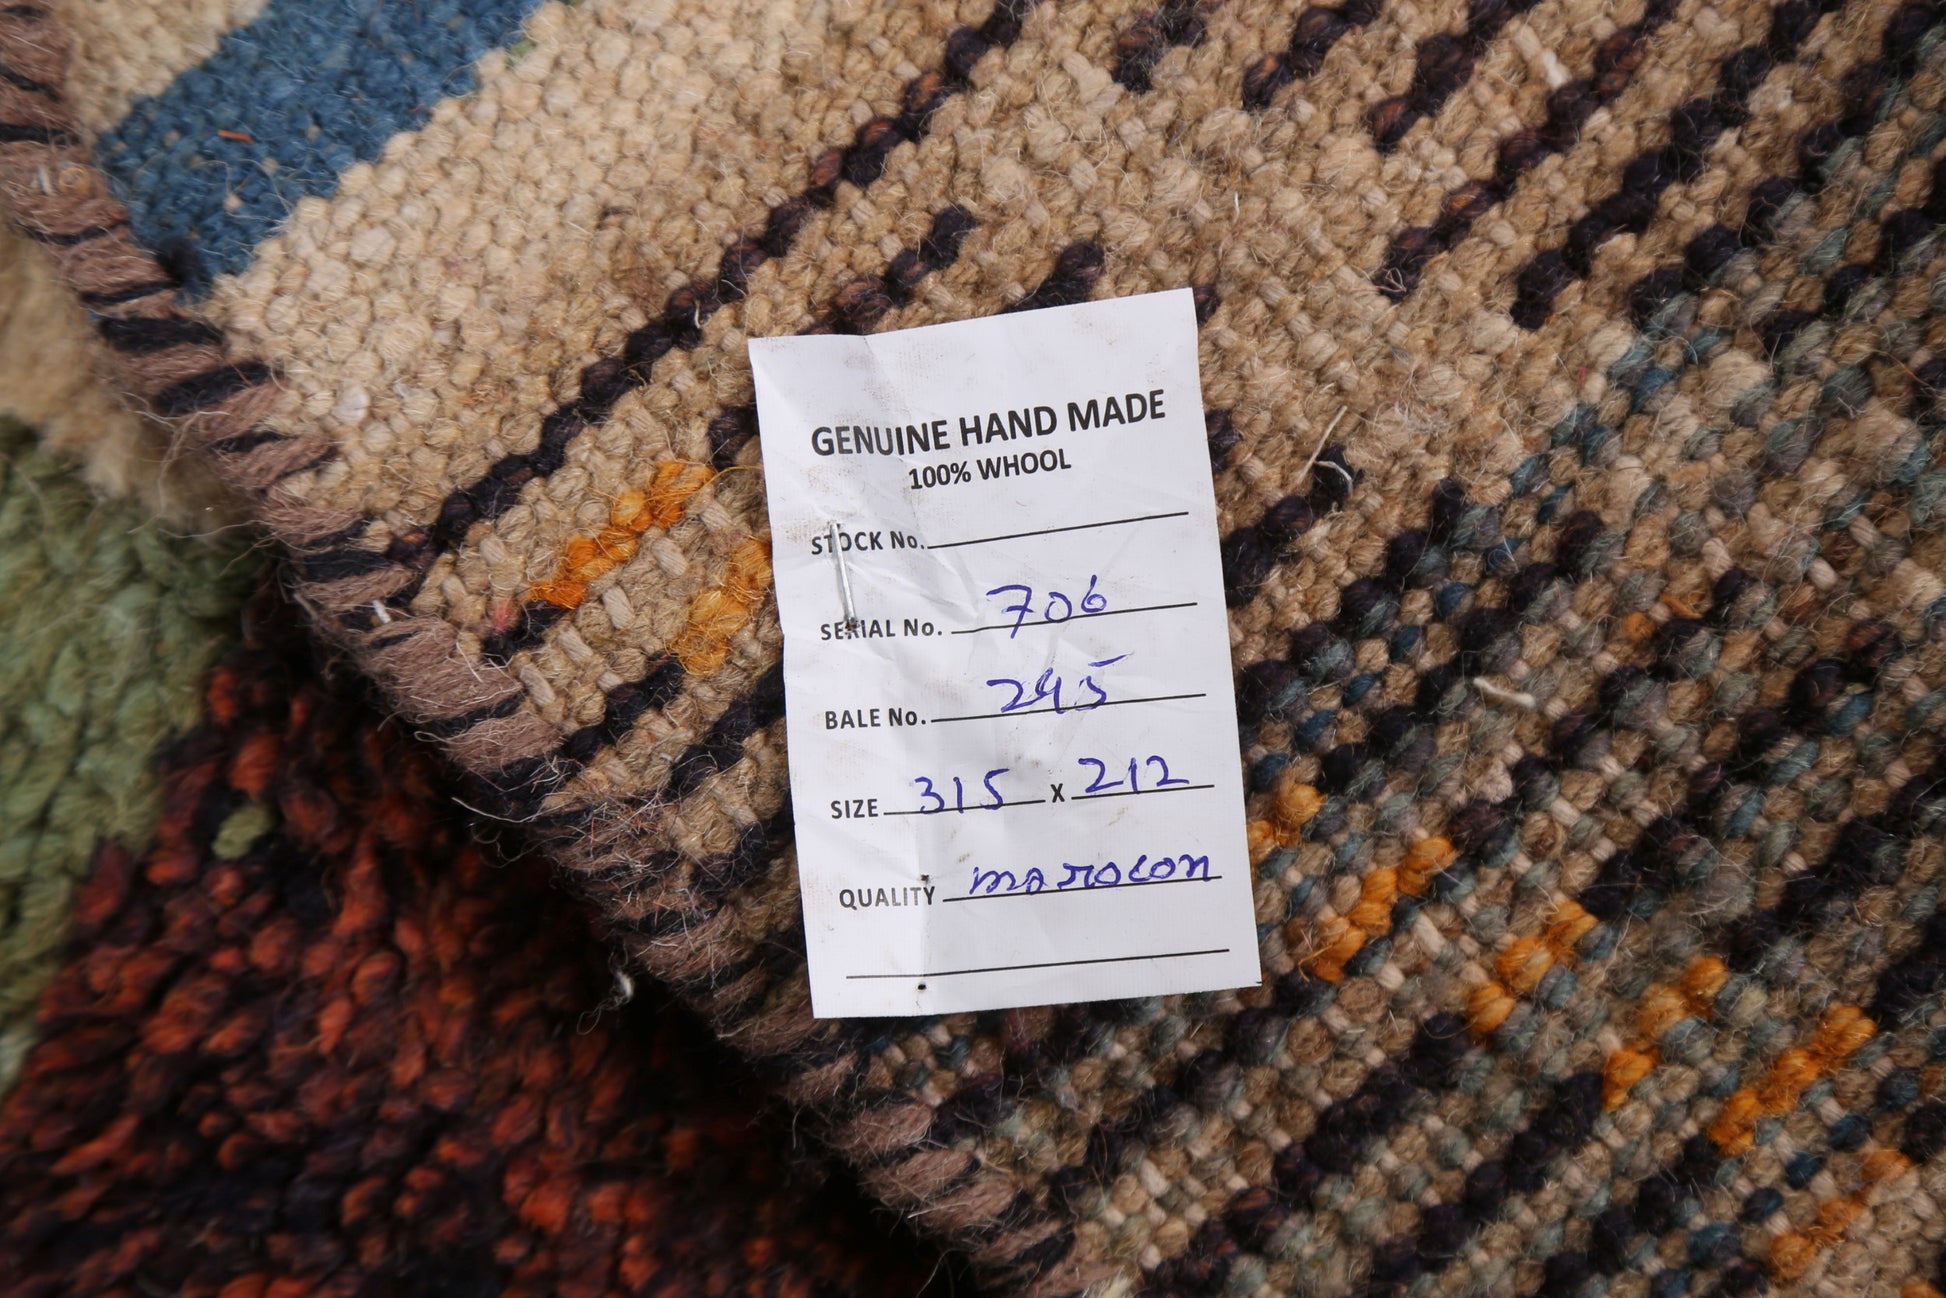 GENUINE HAND MADE
100% WHOOL
STOCK No.
SERIAL No. 706
BALE No. 245
SIZE 315 X 212
QUALITY marocon